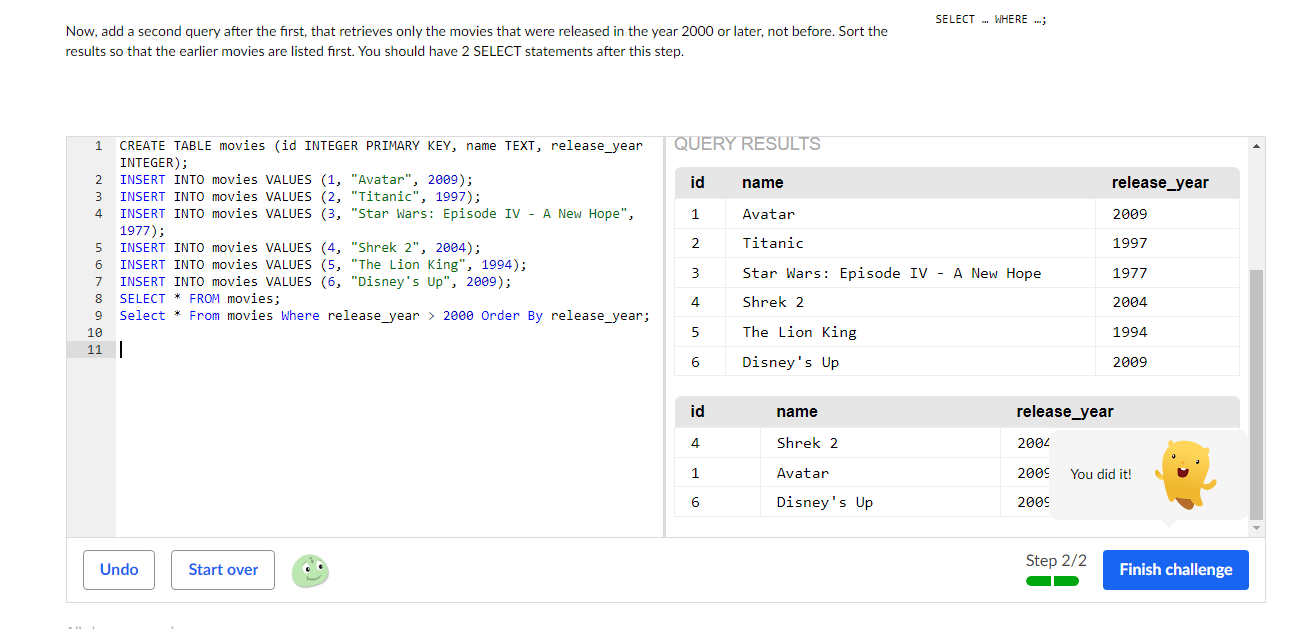 Now, add a second query after the first, that retrieves only the movies that were released in the year 2000 or later, not before. Sort the
results so that the earlier movies are listed first. You should have 2 SELECT statements after this step.
SELECT … WHERE …;
1 CREATE TABLE movies (id INTEGER PRIMARY KEY, name TEXT, release_year
INTEGER);
2 INSERT INTO movies VALUES (1, "Avatar", 2009);
3 INSERT INTO movies VALUES (2, "Titanic", 1997);
4 INSERT INTO movies VALUES (3, "Star Wars: Episode IV - A New Hope",
1977);
5 INSERT INTO movies VALUES (4, "Shrek 2", 2004);
6 INSERT INTO movies VALUES (5, "The Lion King", 1994);
7 INSERT INTO movies VALUES (6, "Disney's Up", 2009);
8 SELECT * FROM movies;
9 Select * From movies Where release_year > 2000 Order By release_year;
10
11
QUERY RESULTS
id name release_year
1 Avatar 2009
2 Titanic 1997
3 Star Wars: Episode IV - A New Hope 1977
4 Shrek 2 2004
5 The Lion King 1994
6 Disney's Up 2009
id name release_year
4 Shrek 2 2004
1 Avatar 2009
6 Disney's Up 2009
You did it!
Undo
Start over
Step 2/2
Finish challenge